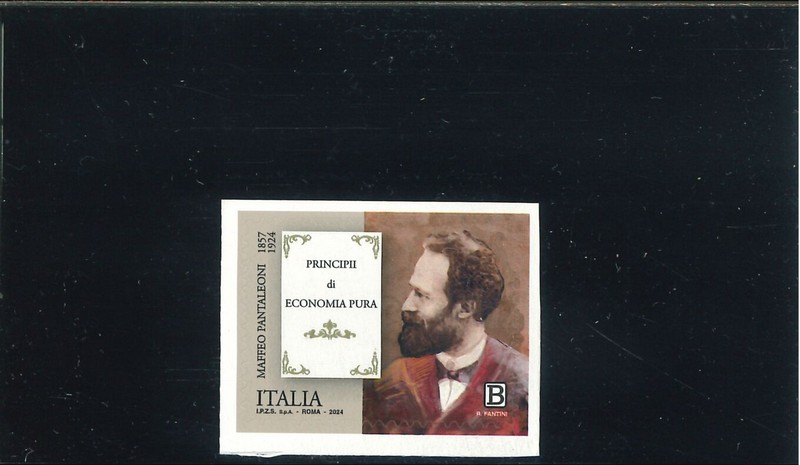 MAFFEO PANTALEONI 1857
1924
PRINCIPII
di
ECONOMIA PURA
ITALIA
I.P.Z.S. S.p.A. - ROMA - 2024
B
R. FANTINI